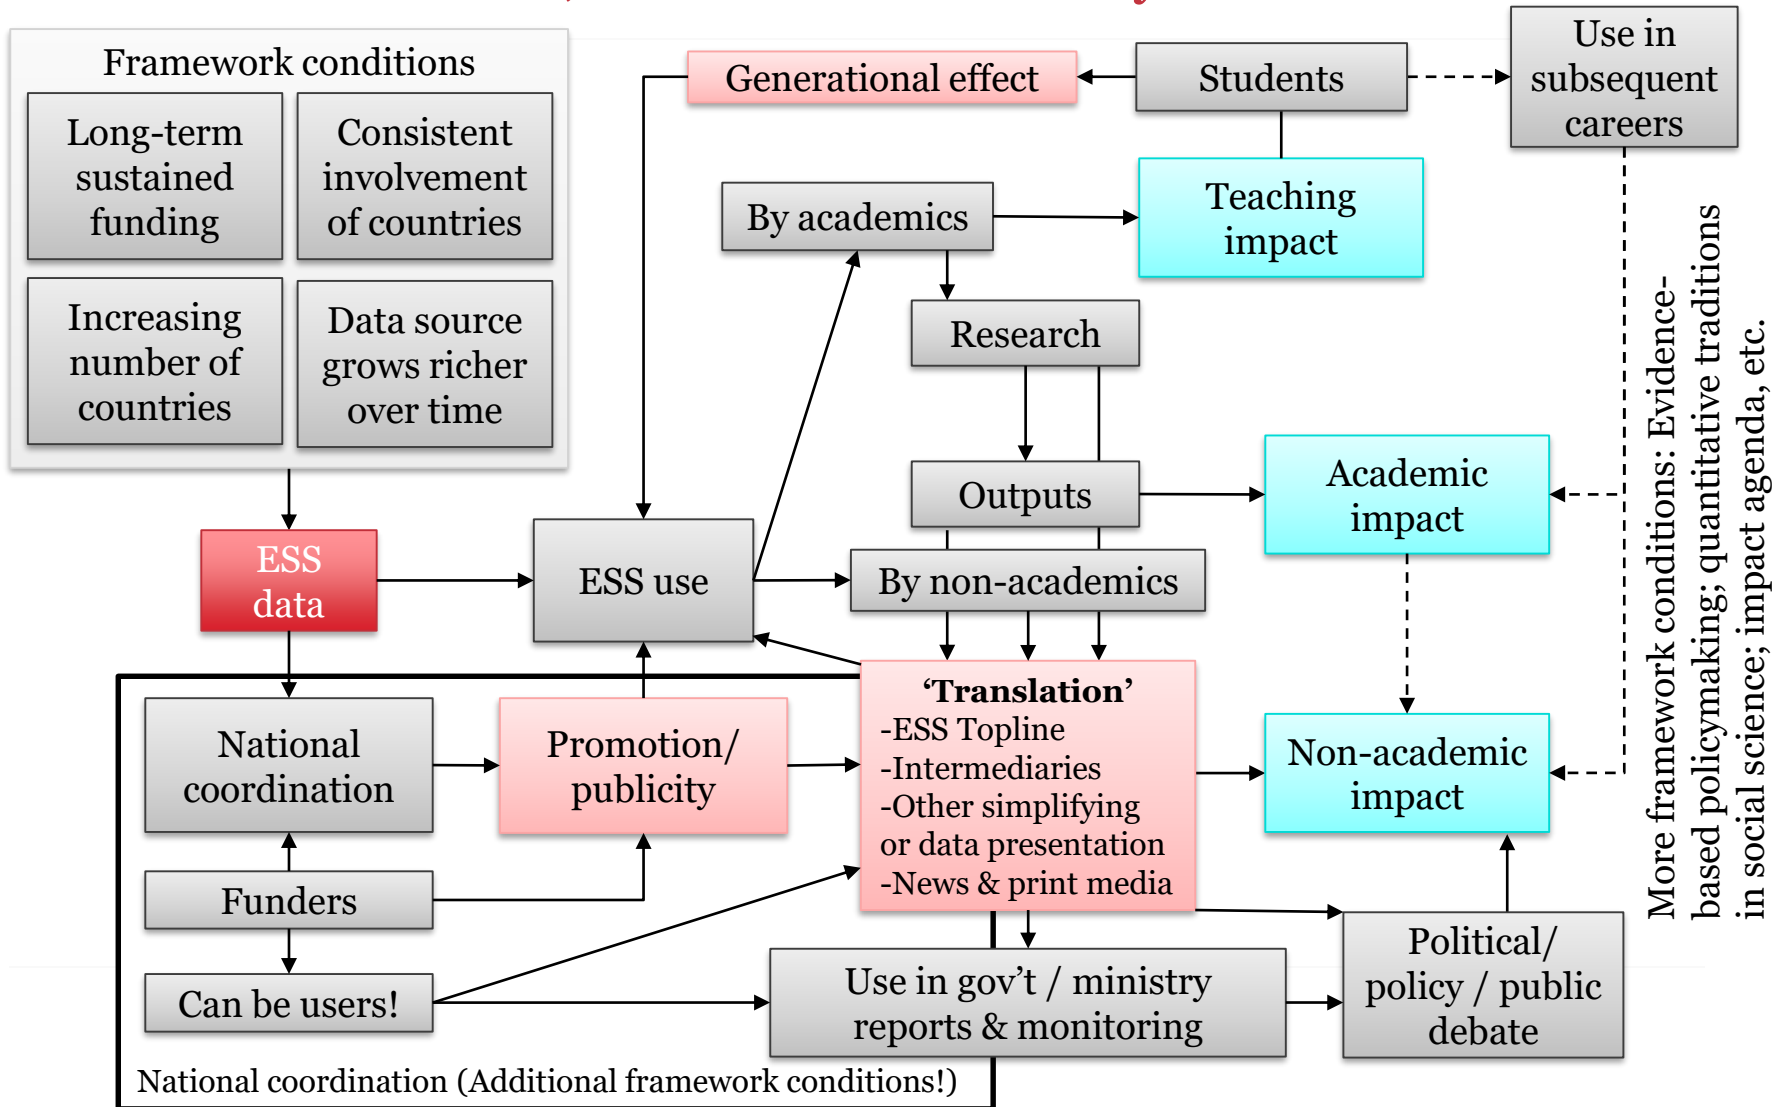 Framework conditions
Long-term
sustained
funding
Consistent
involvement
of countries
Increasing
number of
countries
Data source
grows richer
over time
Generational effect
Students
Use in
subsequent
careers
By academics
Teaching
impact
Research
Outputs
Academic
impact
ESS
data
ESS use
By non-academics
National
coordination
Promotion/
publicity
‘Translation’
-ESS Topline
-Intermediaries
-Other simplifying
or data presentation
-News & print media
Non-academic
impact
Funders
Can be users!
Use in gov’t / ministry
reports & monitoring
Political/
policy / public
debate
National coordination (Additional framework conditions!)
More framework conditions: Evidence-
based policymaking; quantitative traditions
in social science; impact agenda, etc.